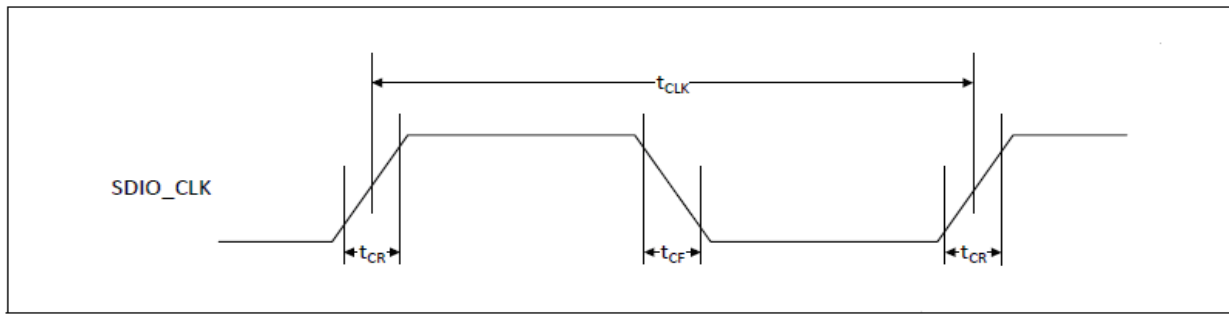 tCLK
SDIO_CLK
tCR
tCF
tCR